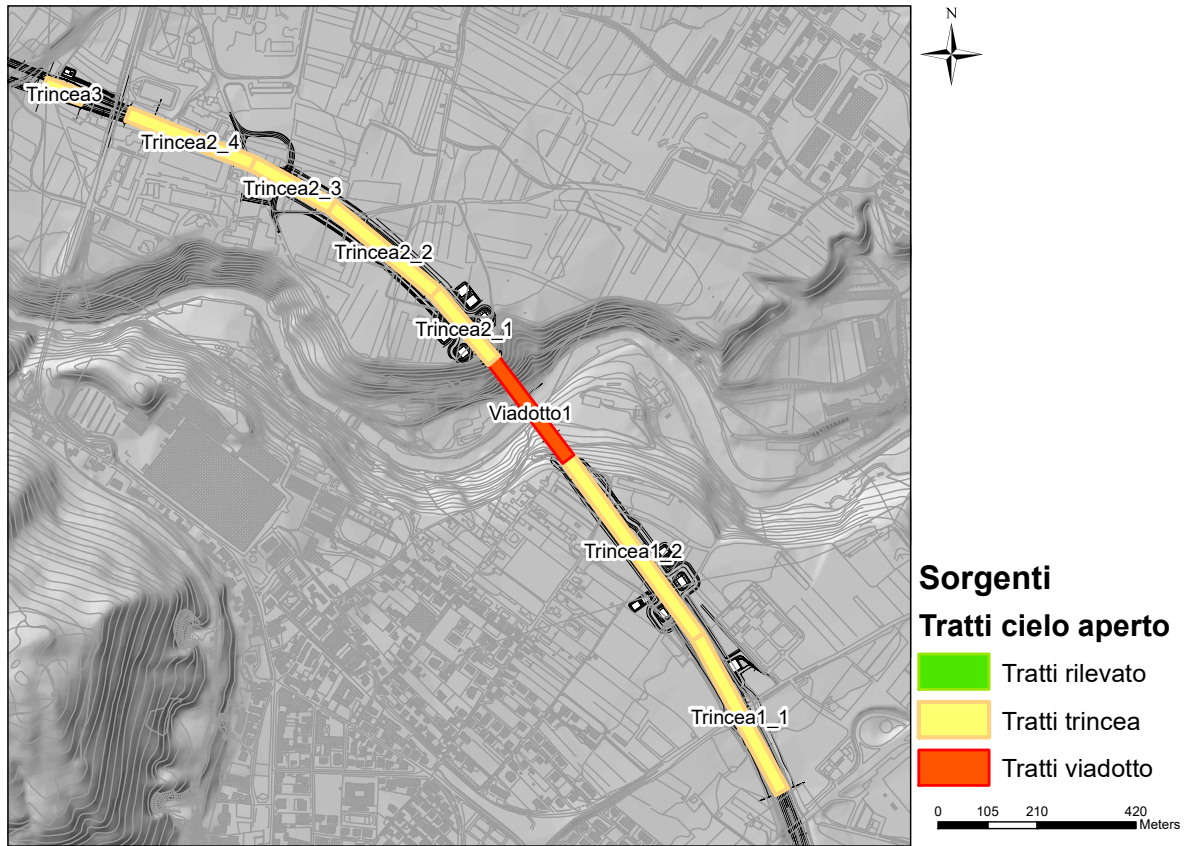 N
Trincea3
Trincea2_4
Trincea2_3
Trincea2_2
Trincea2_1
Viadotto1
Trincea1_2
Trincea1_1
Sorgenti
Tratti cielo aperto
Tratti rilevato
Tratti trincea
Tratti viadotto
0 105 210 420
Meters